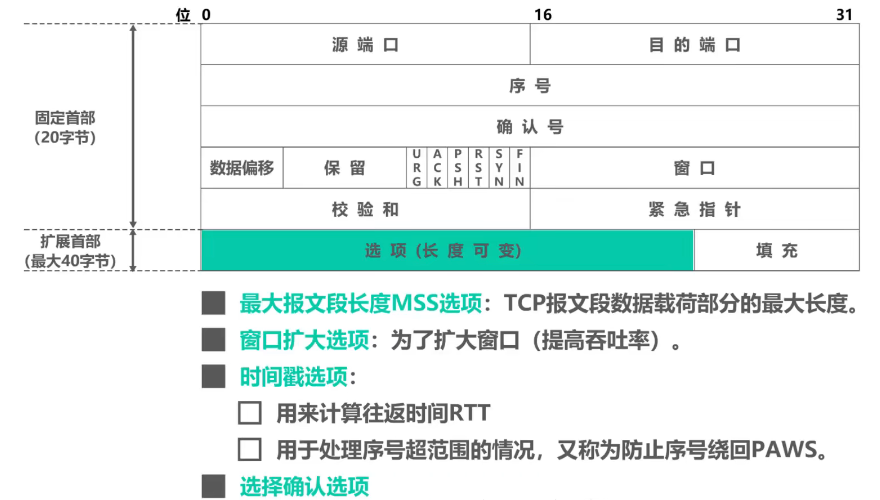 位 0 16 31
源 端 口 目 的 端 口
序 号
确 认 号
固定首部
(20字节)
数据偏移 保 留 URG ACK PSH RST SYN FIN 窗 口
校 验 和 紧 急 指 针
扩展首部
(最大40字节)
选 项 (长 度 可 变) 填 充
最大报文段长度MSS选项：TCP报文段数据载荷部分的最大长度。
窗口扩大选项：为了扩大窗口（提高吞吐率）。
时间戳选项：
用来计算往返时间RTT
用于处理序号超范围的情况，又称为防止序号绕回PAWS。
选择确认选项